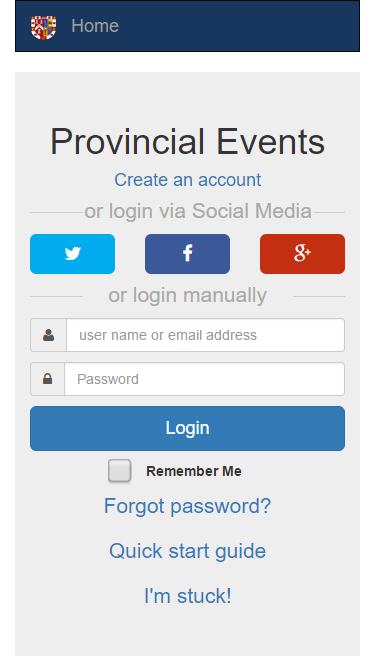 Home
Provincial Events
Create an account
or login via Social Media
or login manually
user name or email address
Password
Login
Remember Me
Forgot password?
Quick start guide
I'm stuck!